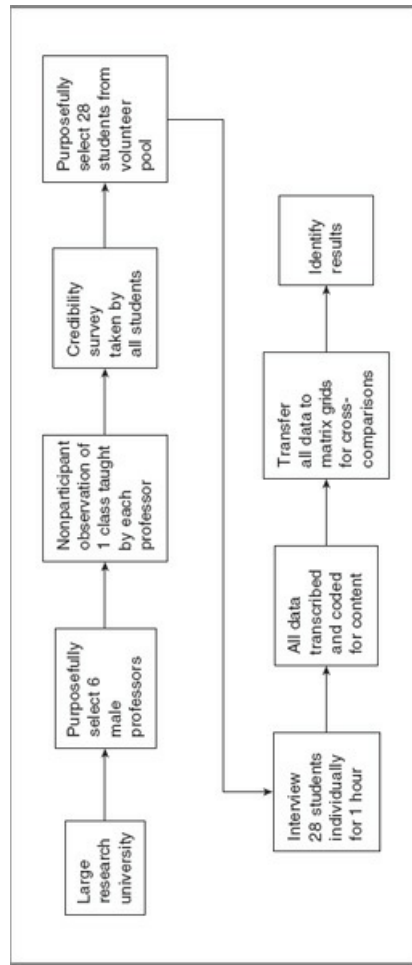 Large
research
university
Purposefully
select 6
male
professors
Nonparticipant
observation of
1 class taught
by each
professor
Credibility
survey
taken by
all students
Purposefully
select 28
students from
volunteer
pool
Interview
28 students
individually
for 1 hour
All data
transcribed
and coded
for content
Transfer
all data to
matrix grids
for cross-
comparisons
Identify
results